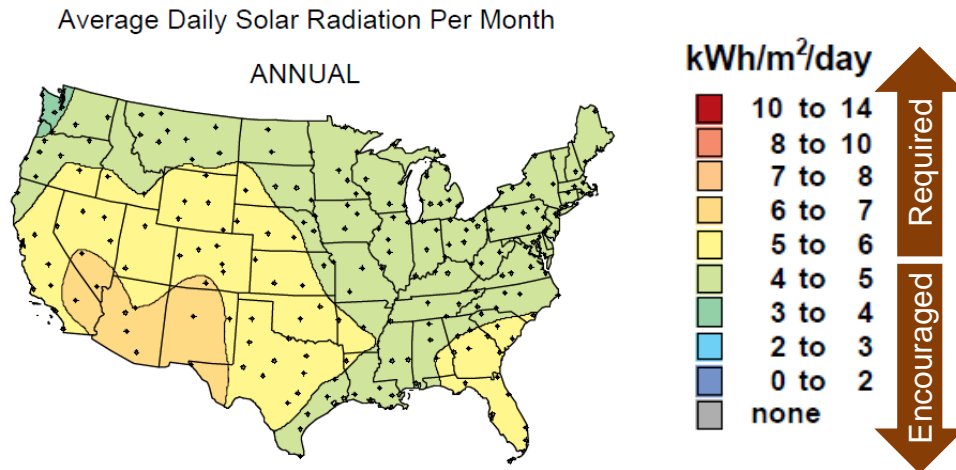 Average Daily Solar Radiation Per Month
ANNUAL
kWh/m²/day
10 to 14
8 to 10
7 to 8
6 to 7
5 to 6
4 to 5
3 to 4
2 to 3
0 to 2
none
Required
Encouraged